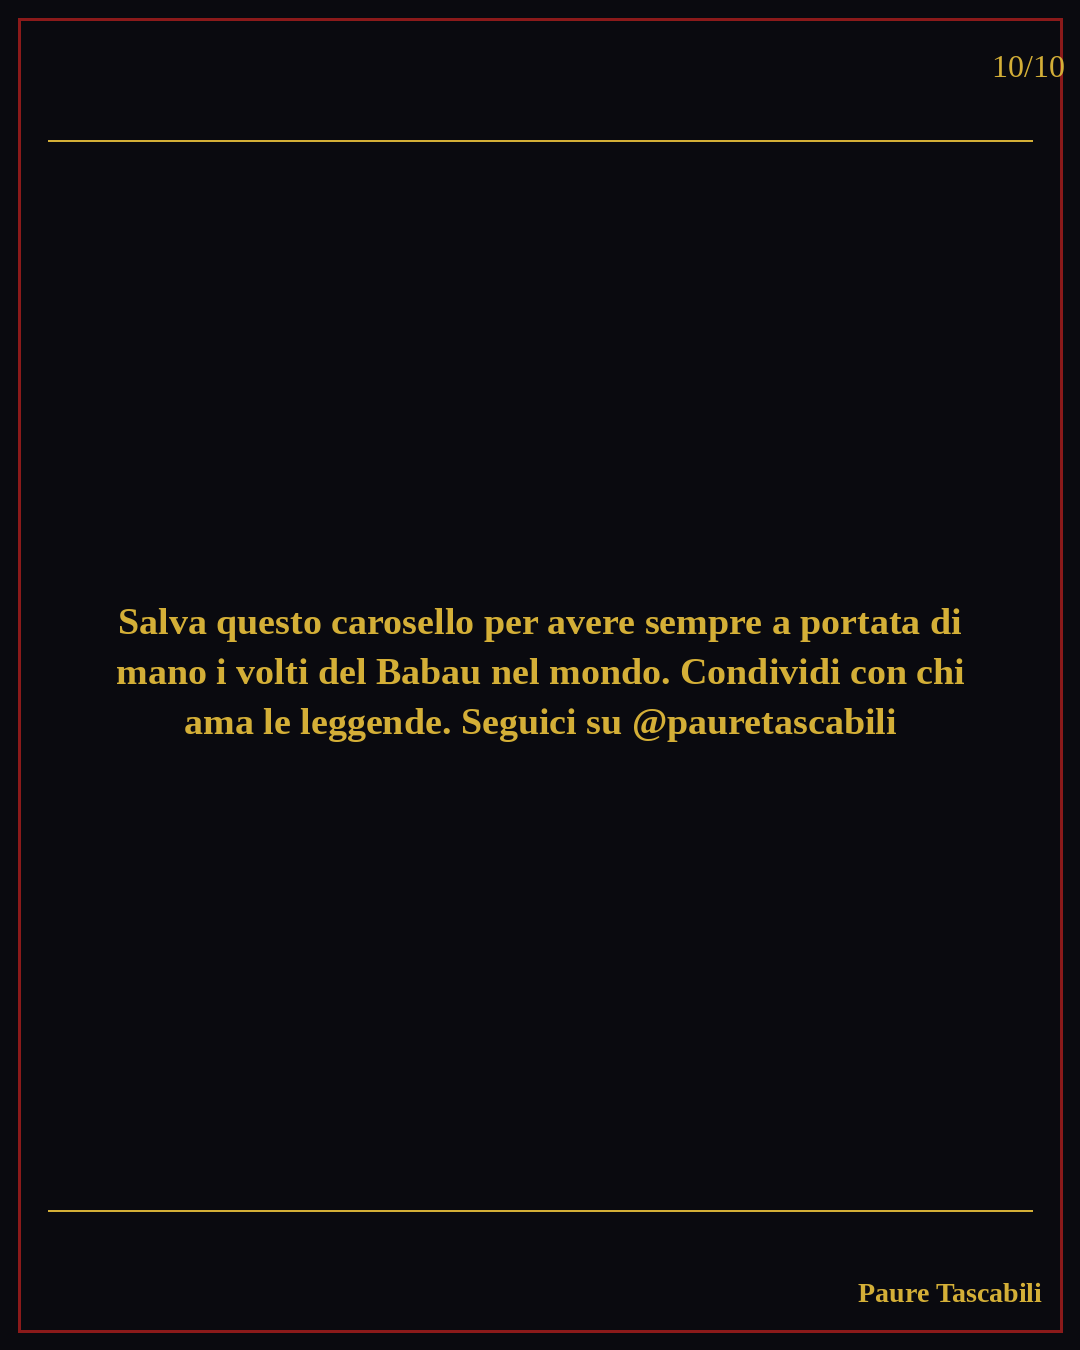 10/10
Salva questo carosello per avere sempre a portata di
mano i volti del Babau nel mondo. Condividi con chi
ama le leggende. Seguici su @pauretascabili
Paure Tascabili